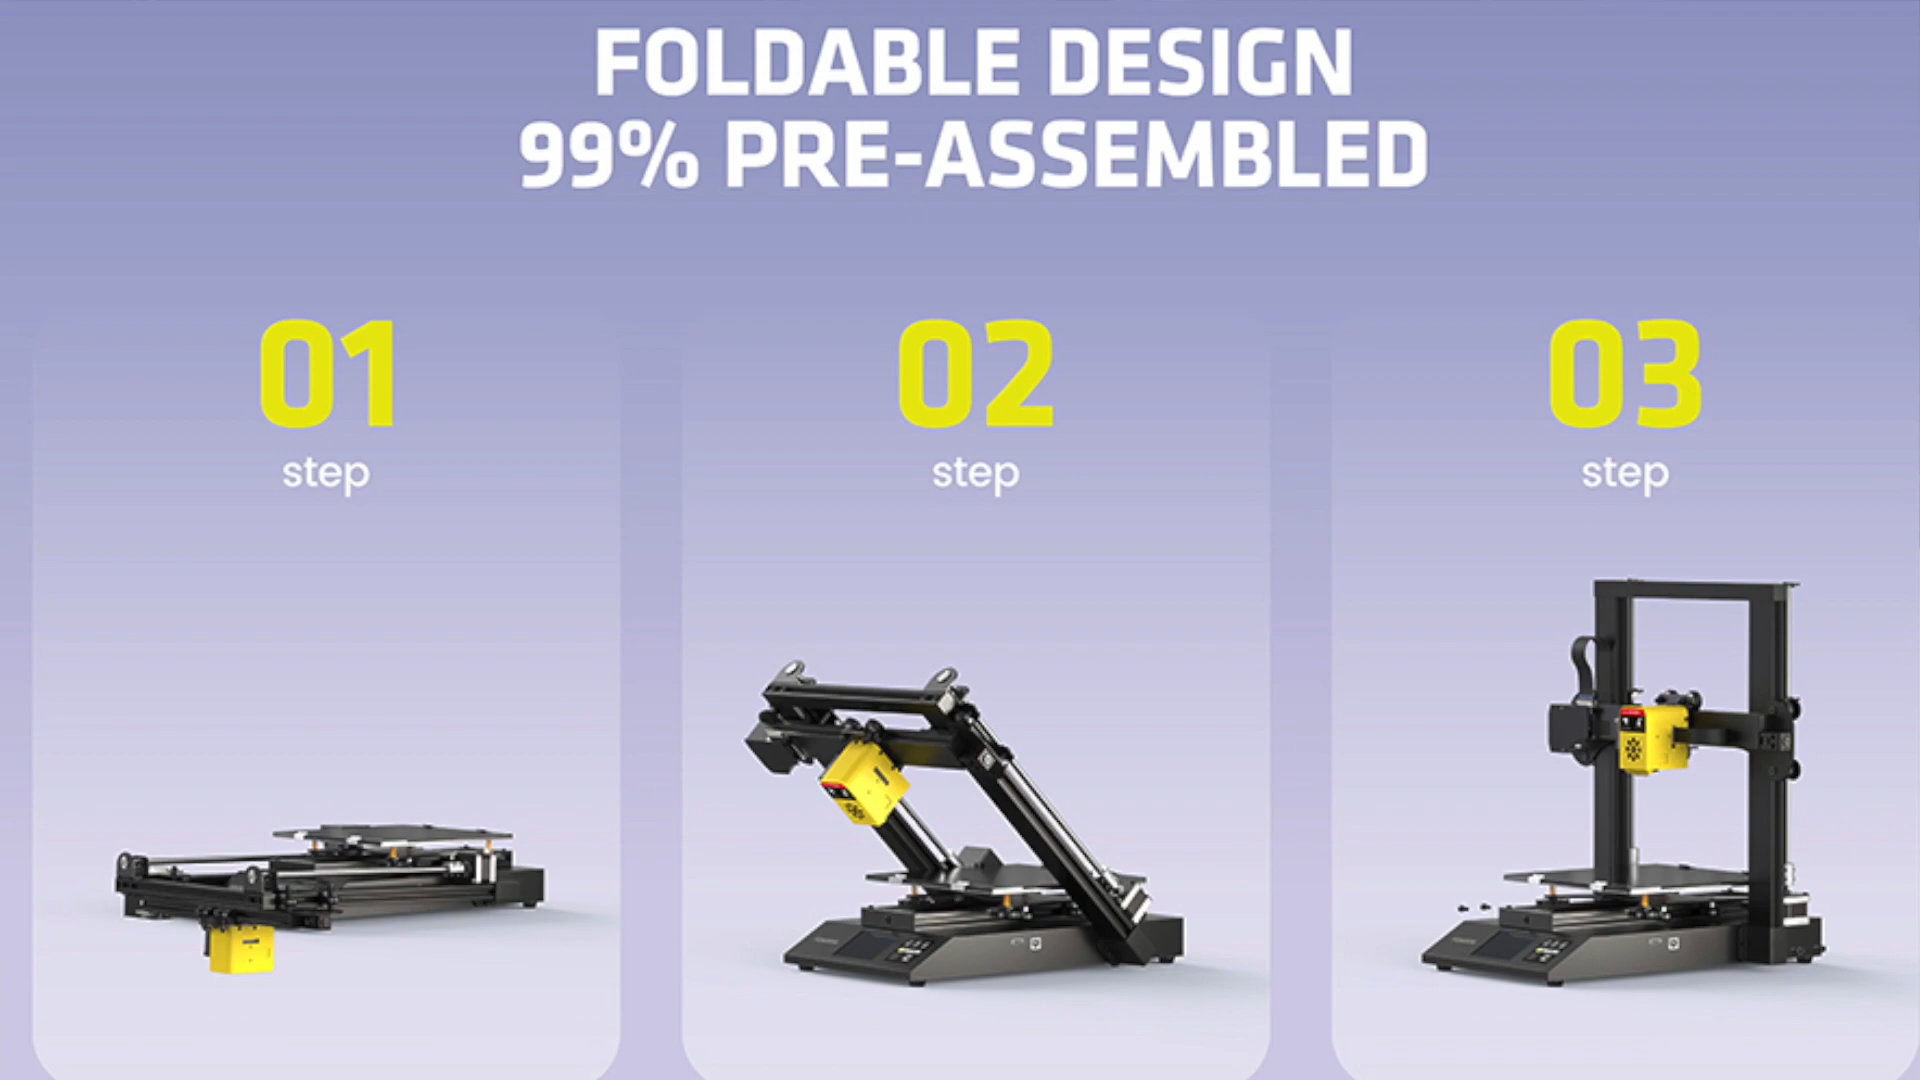 FOLDABLE DESIGN
99% PRE-ASSEMBLED
01
step
02
step
03
step